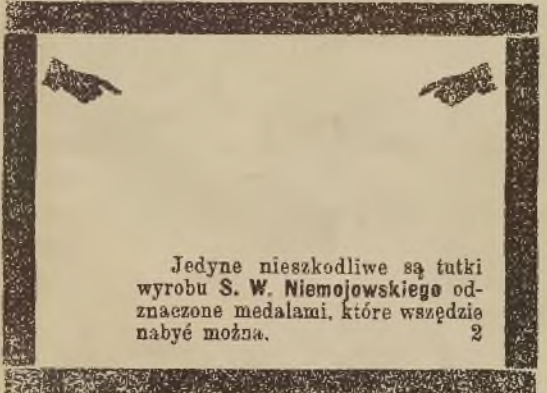 Jedyne nieszkodliwe są tutki
wyrobu S. W. Niemojowskiego od-
znaczone medalami, które wszędzie
nabyć można. 2